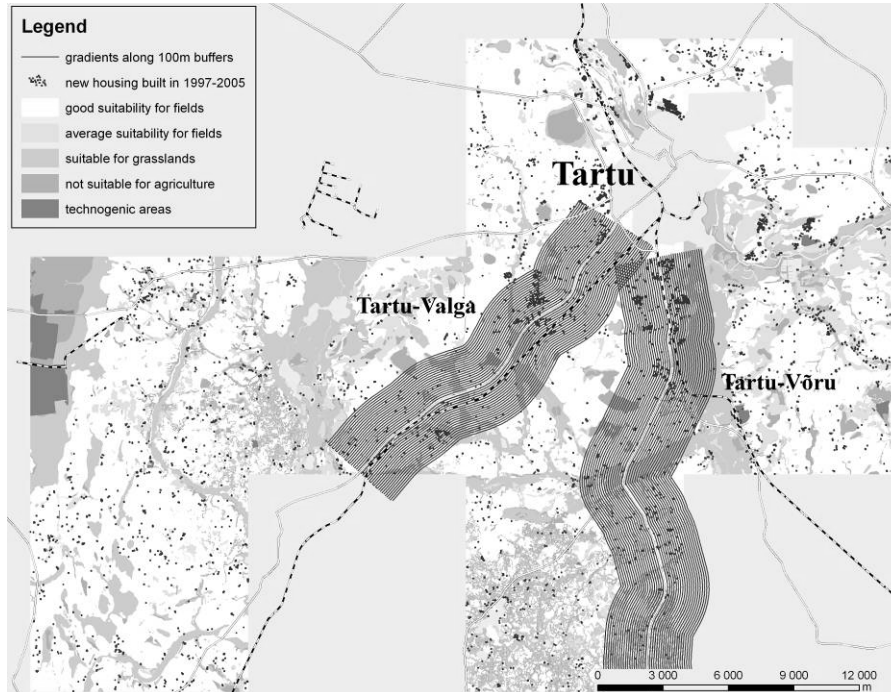 Legend
gradients along 100m buffers
new housing built in 1997-2005
good suitability for fields
average suitability for fields
suitable for grasslands
not suitable for agriculture
technogenic areas
Tartu
Tartu-Valga
Tartu-Võru
0 3 000 6 000 9 000 12 000
m